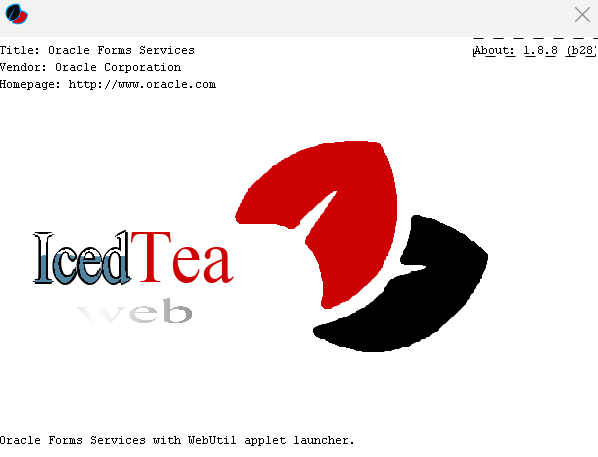 Title: Oracle Forms Services
About: 1.8.8 (b28)
Vendor: Oracle Corporation
Homepage: http://www.oracle.com
IcedTea
web
Oracle Forms Services with WebUtil applet launcher.